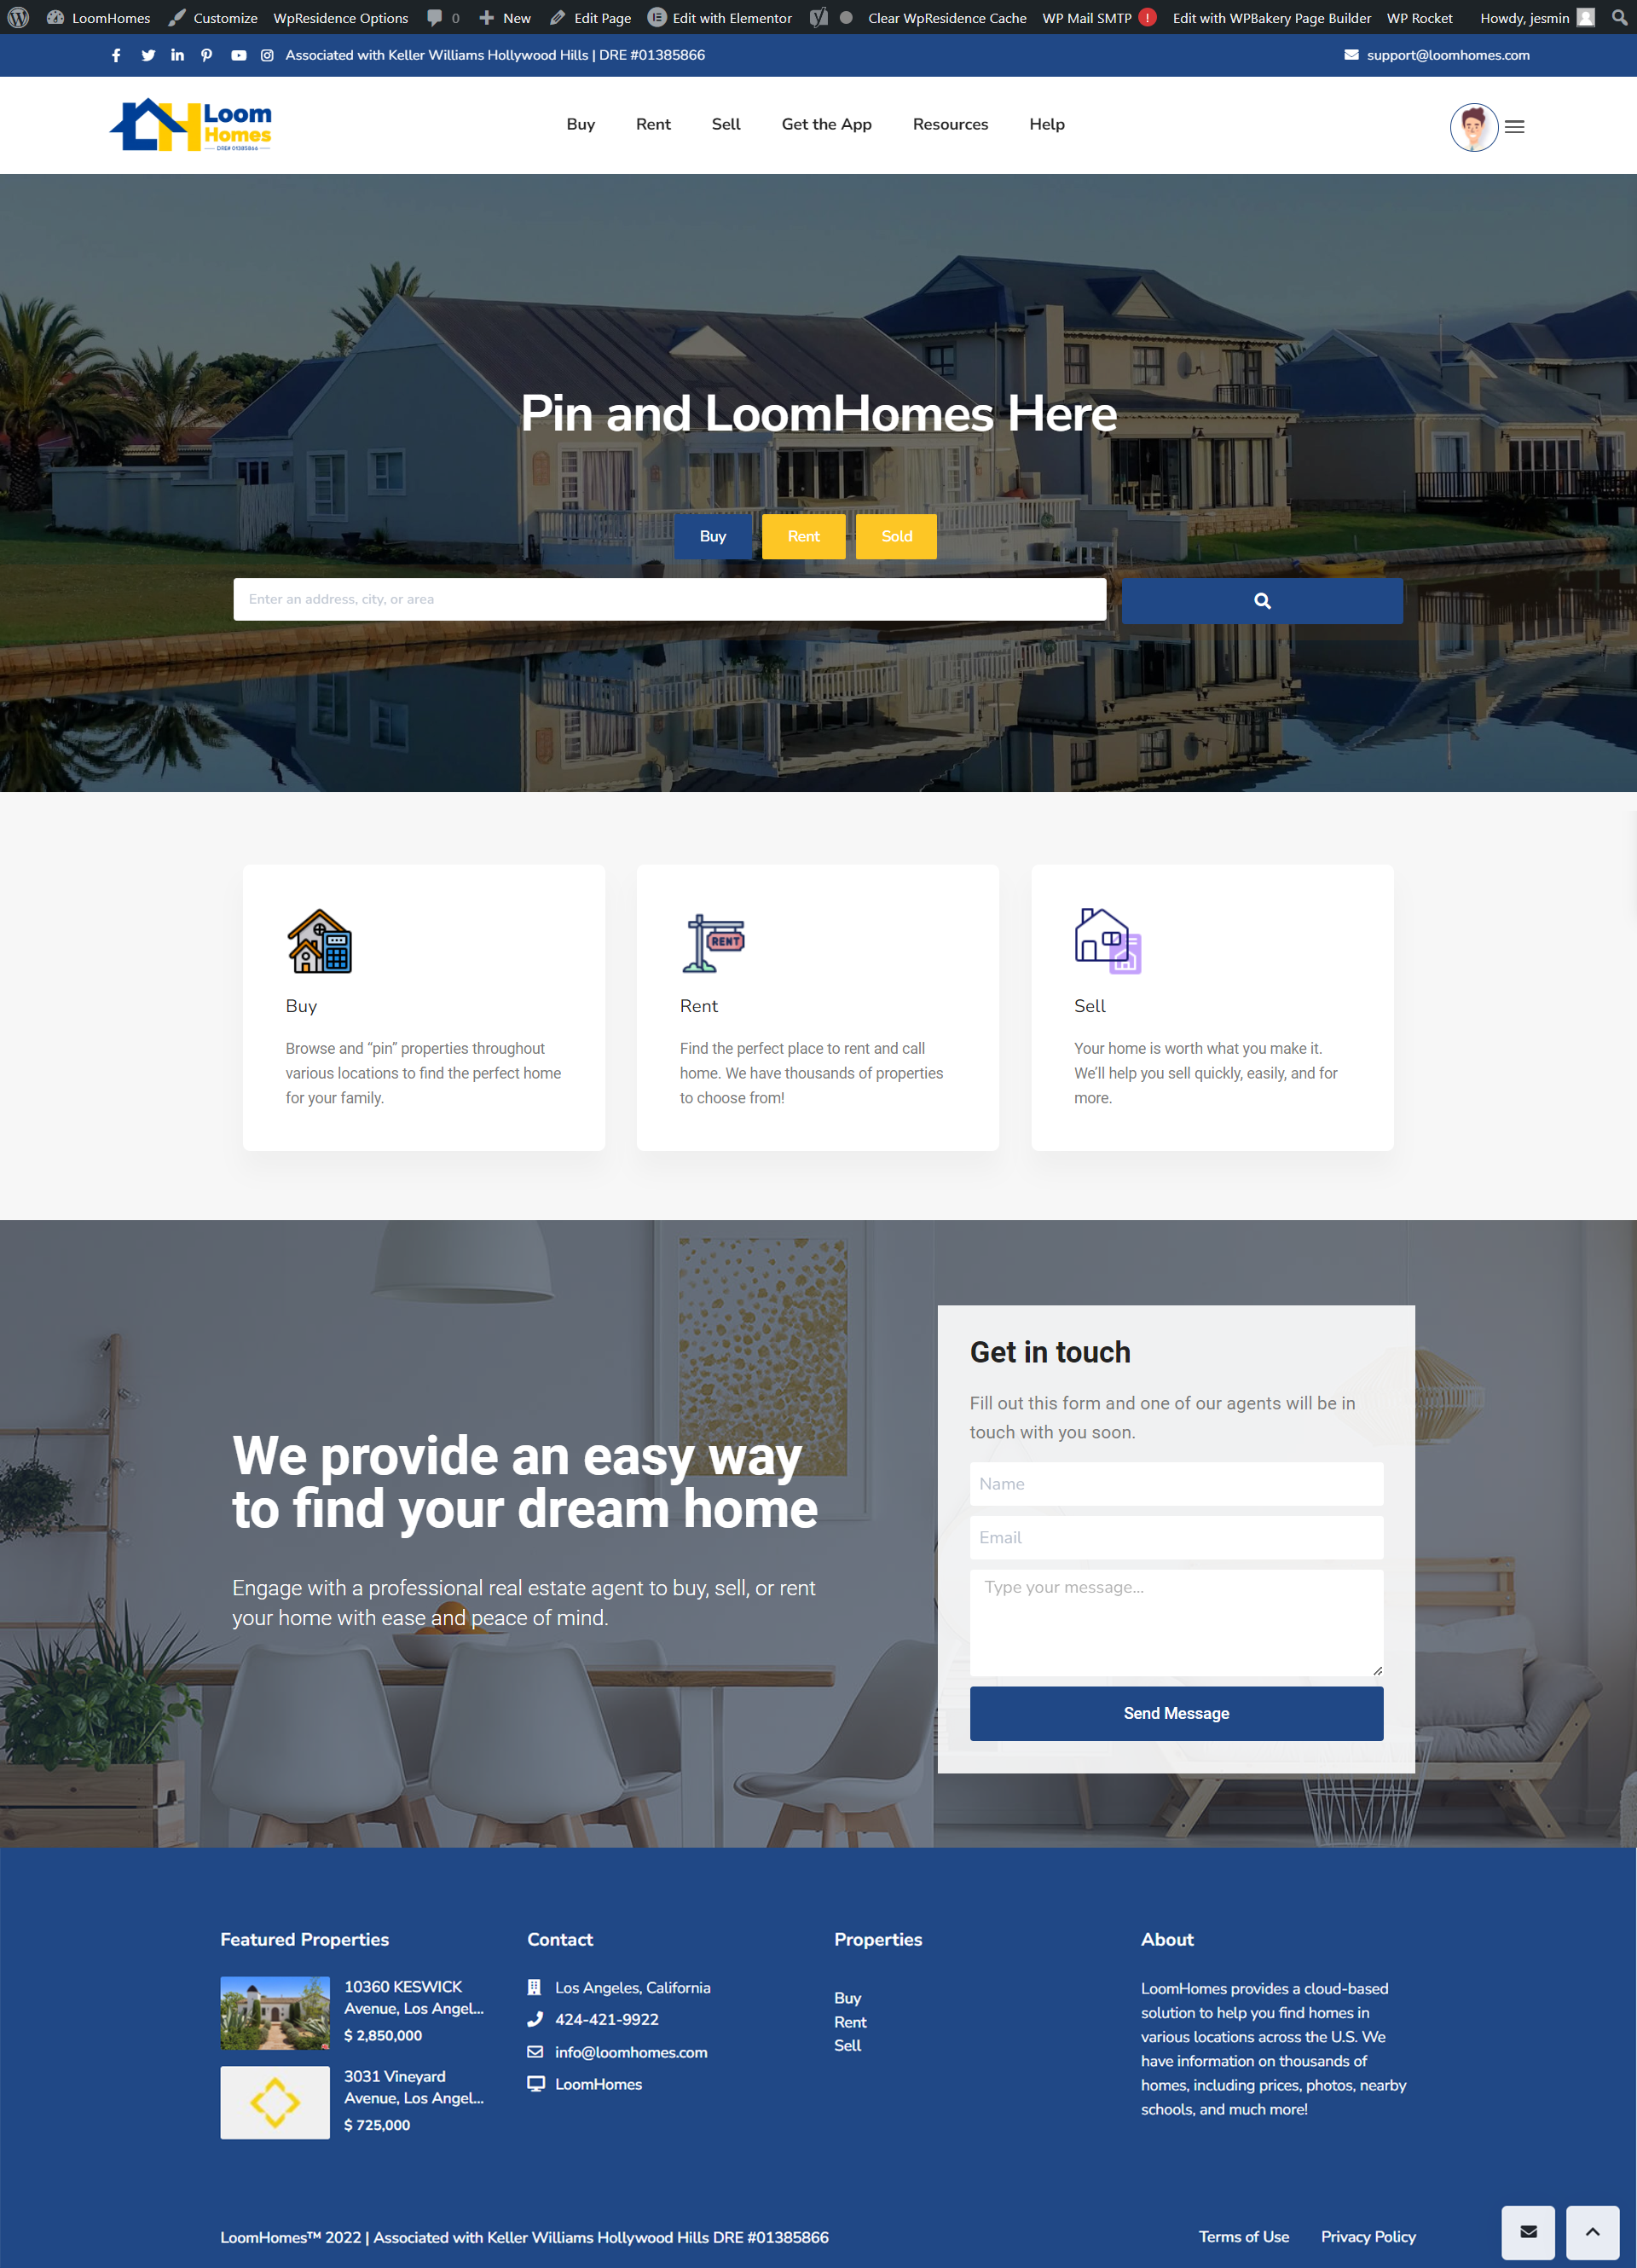 LoomHomes Customize WpResidence Options 0 New Edit Page Edit with Elementor Clear WpResidence Cache WP Mail SMTP ! Edit with WPBakery Page Builder WP Rocket Howdy, jesmin
Associated with Keller Williams Hollywood Hills | DRE #01385866 support@loomhomes.com
Loom
Homes
DRE# 01385866
Buy Rent Sell Get the App Resources Help
Pin and LoomHomes Here
Buy Rent Sold
Enter an address, city, or area
RENT
Buy
Browse and “pin” properties throughout
various locations to find the perfect home
for your family.
Rent
Find the perfect place to rent and call
home. We have thousands of properties
to choose from!
Sell
Your home is worth what you make it.
We’ll help you sell quickly, easily, and for
more.
We provide an easy way
to find your dream home
Engage with a professional real estate agent to buy, sell, or rent
your home with ease and peace of mind.
Get in touch
Fill out this form and one of our agents will be in
touch with you soon.
Name
Email
Type your message...
Send Message
Featured Properties
10360 KESWICK
Avenue, Los Angel...
$ 2,850,000
3031 Vineyard
Avenue, Los Angel...
$ 725,000
Contact
Los Angeles, California
424-421-9922
info@loomhomes.com
LoomHomes
Properties
Buy
Rent
Sell
About
LoomHomes provides a cloud-based
solution to help you find homes in
various locations across the U.S. We
have information on thousands of
homes, including prices, photos, nearby
schools, and much more!
LoomHomes™ 2022 | Associated with Keller Williams Hollywood Hills DRE #01385866
Terms of Use Privacy Policy